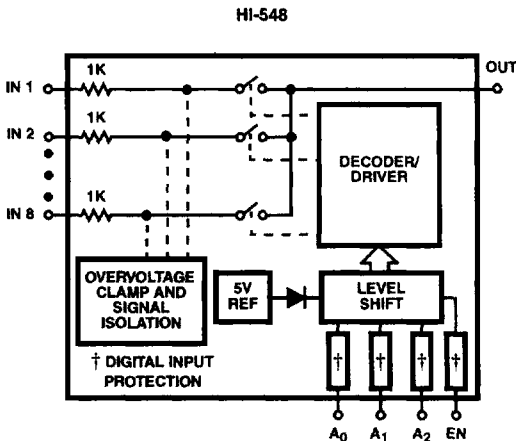 HI-548
1K
OUT
IN 1
1K
IN 2
DECODER/
DRIVER
1K
IN 8
OVERVOLTAGE
CLAMP AND
SIGNAL
ISOLATION
5V
REF
LEVEL
SHIFT
† DIGITAL INPUT
PROTECTION
† † † †
A0 A1 A2 EN